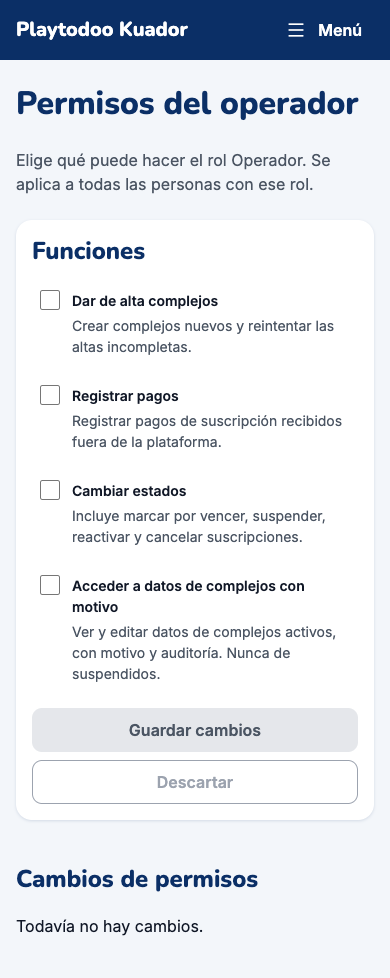 Playtodoo Kuador
Menú
Permisos del operador
Elige qué puede hacer el rol Operador. Se
aplica a todas las personas con ese rol.
Funciones
Dar de alta complejos
Crear complejos nuevos y reintentar las
altas incompletas.
Registrar pagos
Registrar pagos de suscripción recibidos
fuera de la plataforma.
Cambiar estados
Incluye marcar por vencer, suspender,
reactivar y cancelar suscripciones.
Acceder a datos de complejos con
motivo
Ver y editar datos de complejos activos,
con motivo y auditoría. Nunca de
suspendidos.
Guardar cambios
Descartar
Cambios de permisos
Todavía no hay cambios.